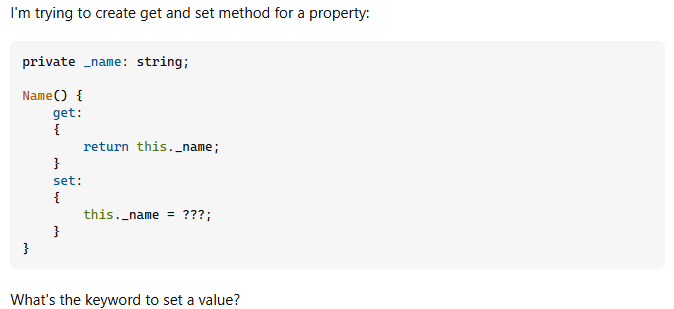 I'm trying to create get and set method for a property:
private _name: string;
Name() {
    get:
    {
        return this._name;
    }
    set:
    {
        this._name = ???;
    }
}
What's the keyword to set a value?